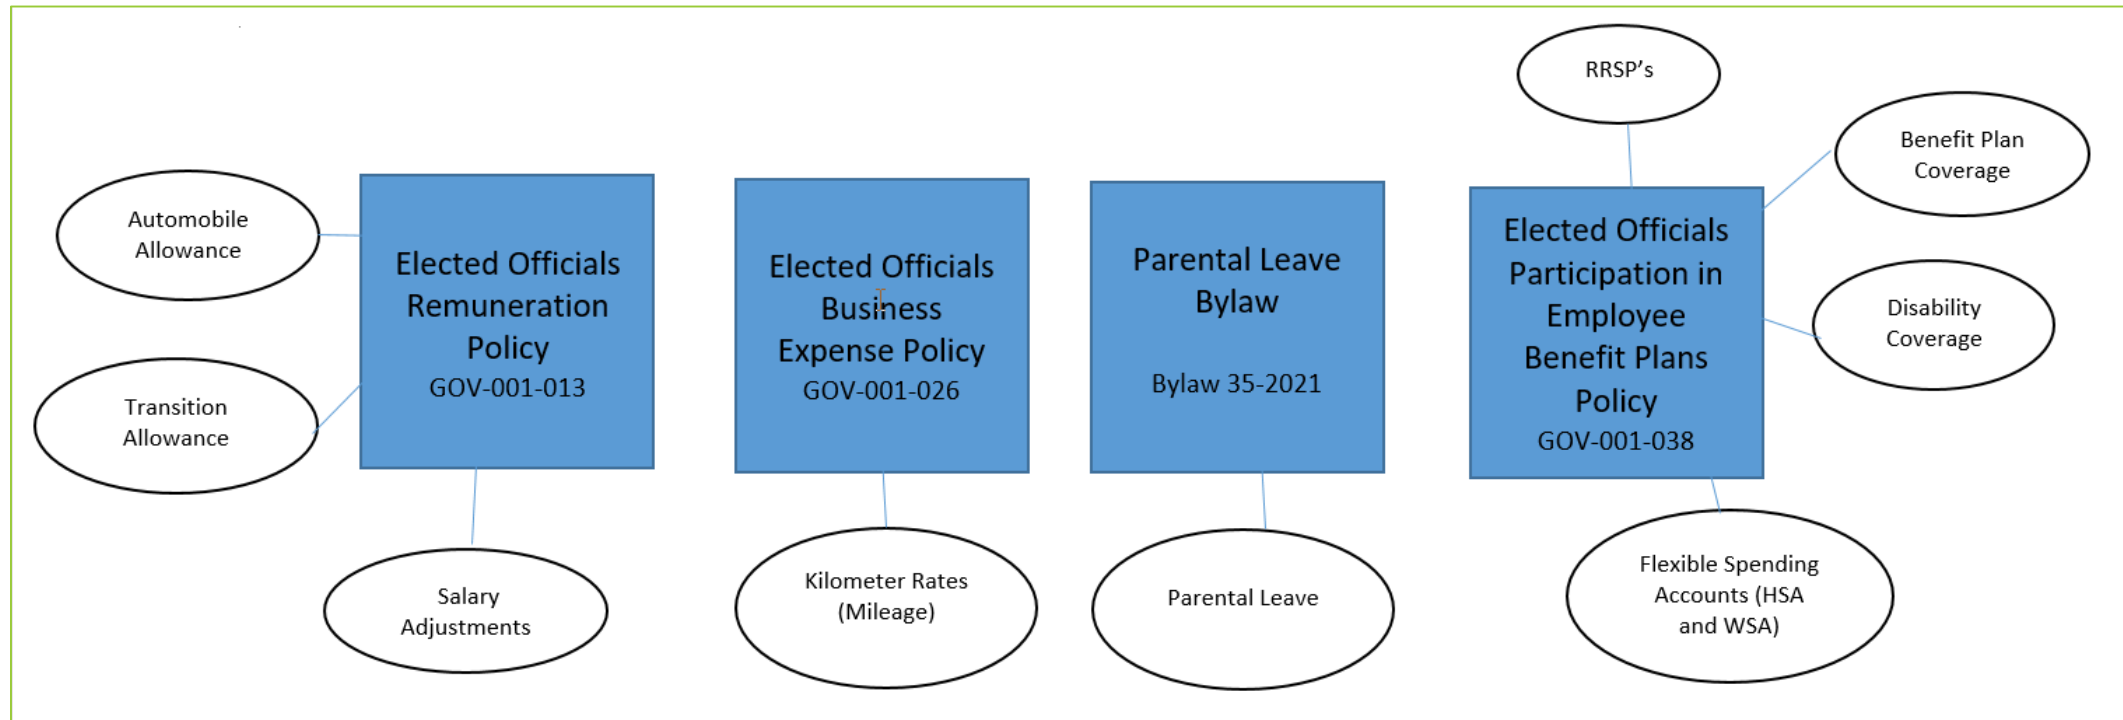 RRSP's
Benefit Plan
Coverage
Automobile
Allowance
Elected Officials
Remuneration
Policy
GOV-001-013
Elected Officials
Business
Expense Policy
GOV-001-026
Parental Leave
Bylaw
Bylaw 35-2021
Elected Officials
Participation in
Employee
Benefit Plans
Policy
GOV-001-038
Disability
Coverage
Transition
Allowance
Salary
Adjustments
Kilometer Rates
(Mileage)
Parental Leave
Flexible Spending
Accounts (HSA
and WSA)